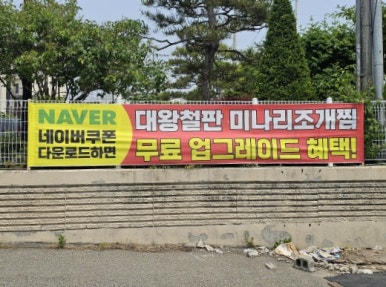 NAVER
네이버쿠폰
다운로드하면
대왕철판 미나리조개찜
무료 업그레이드 혜택!